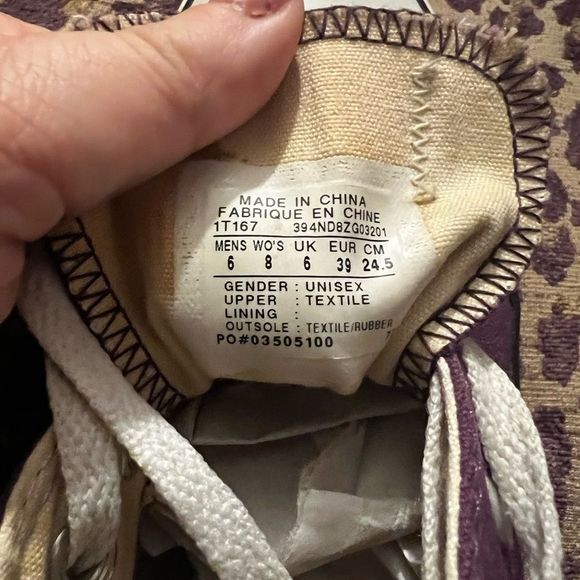 MADE IN CHINA
FABRIQUE EN CHINE
1T167 394ND8ZG03201
MENS WO'S UK EUR CM
6 8 6 39 24.5
GENDER : UNISEX
UPPER : TEXTILE
LINING :
OUTSOLE : TEXTILE/RUBBER
PO#03505100